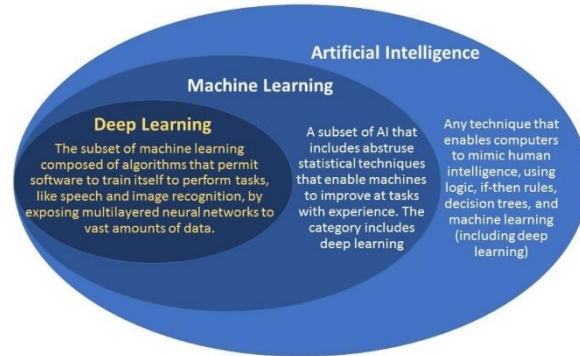 Artificial Intelligence
Machine Learning
Deep Learning
The subset of machine learning
composed of algorithms that permit
software to train itself to perform tasks,
like speech and image recognition, by
exposing multilayered neural networks to
vast amounts of data.
A subset of AI that
includes abstruse
statistical techniques
that enable machines
to improve at tasks
with experience. The
category includes
deep learning
Any technique that
enables computers
to mimic human
intelligence, using
logic, if-then rules,
decision trees, and
machine learning
(including deep
learning)